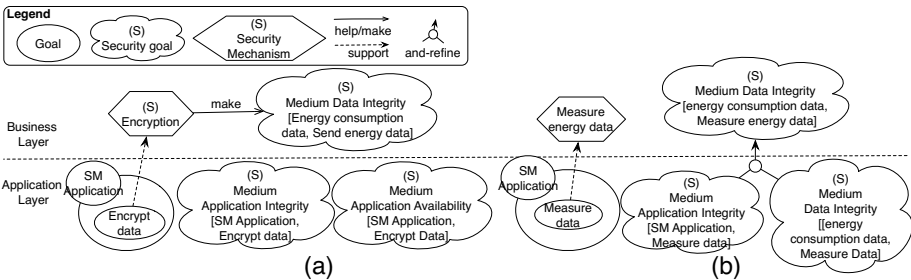 Legend
Goal
(S)
Security goal
(S)
Security
Mechanism
help/make
support
and-refine
Business
Layer
(S)
Encryption
make
(S)
Medium Data Integrity
[Energy consumption
data, Send energy data]
Measure
energy data
(S)
Medium Data Integrity
[energy consumption data,
Measure energy data]
Application
Layer
SM
Application
Encrypt
data
(S)
Medium
Application Integrity
[SM Application,
Encrypt data]
(S)
Medium
Application Availability
[SM Application,
Encrypt Data]
SM
Application
Measure
data
(S)
Medium
Application Integrity
[SM Application,
Measure data]
(S)
Medium
Data Integrity
[[energy
consumption data,
Measure Data]
(a)
(b)